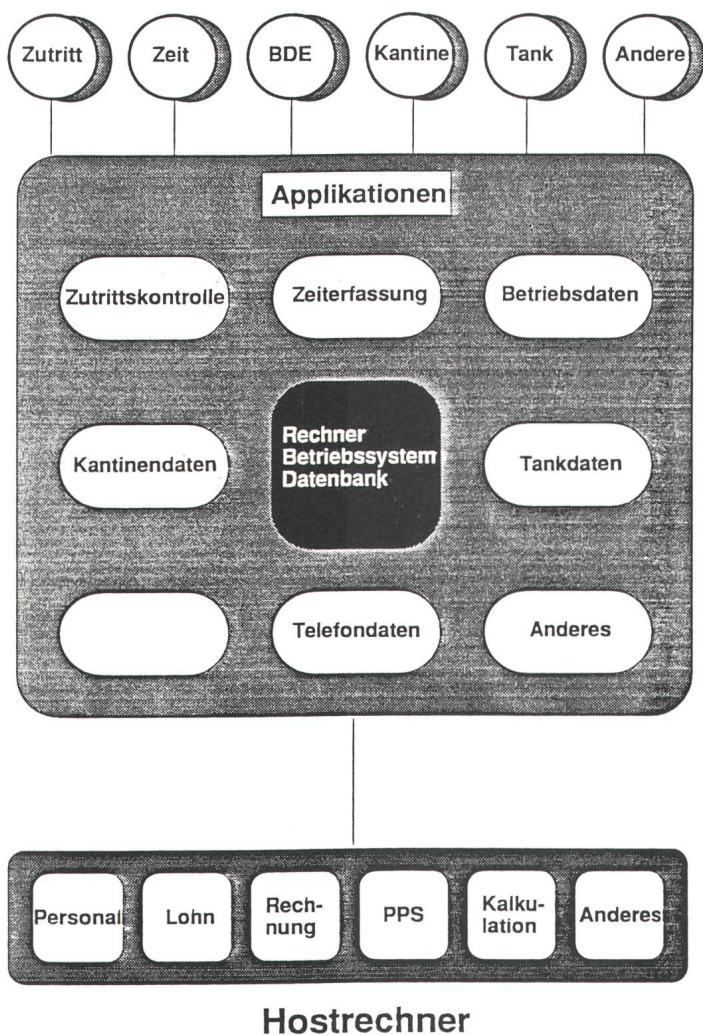 Zutritt Zeit BDE Kantine Tank Andere
Applikationen
Zutrittskontrolle Zeiterfassung Betriebsdaten
Rechner
Betriebssystem
Datenbank
Kantinendaten Tankdaten
Telefondaten Anderes
Personal Lohn Rech-
nung PPS Kalku-
lation Anderes
Hostrechner